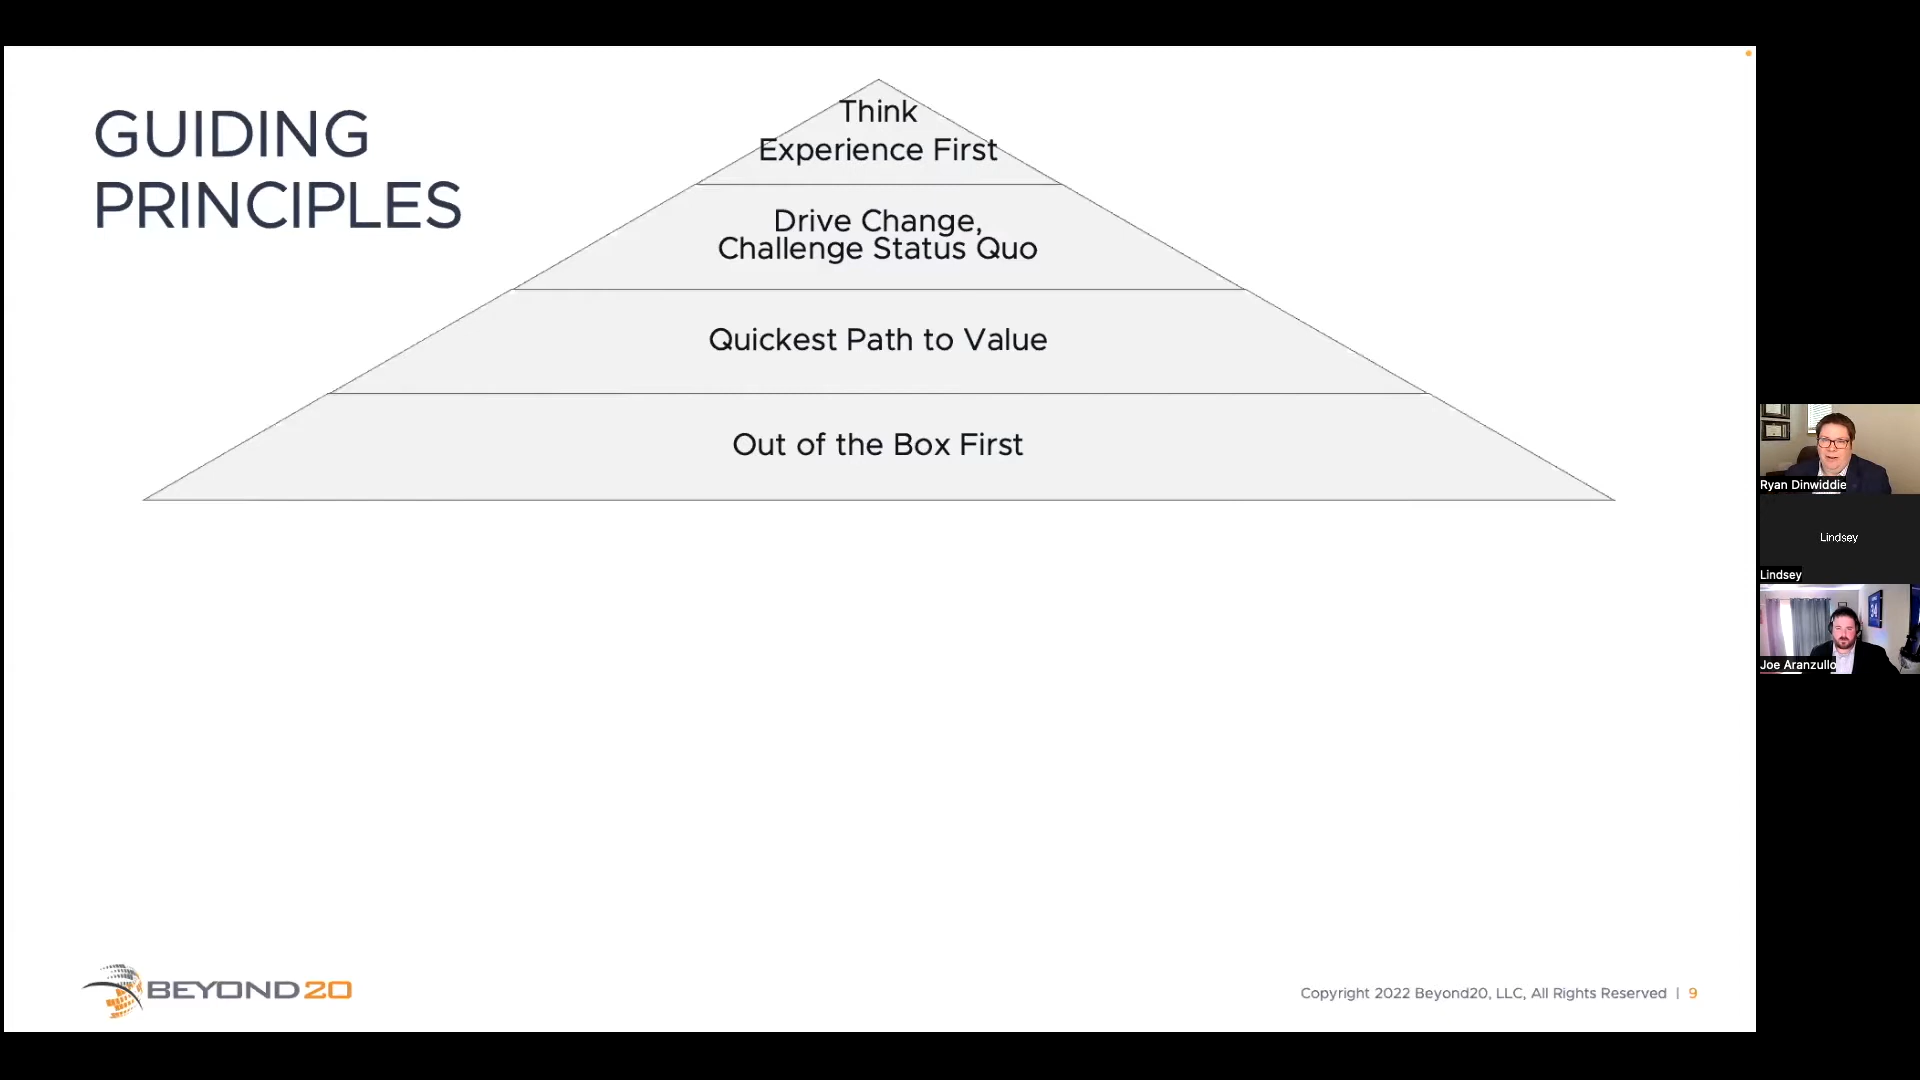 GUIDING
PRINCIPLES
Think
Experience First
Drive Change,
Challenge Status Quo
Quickest Path to Value
Out of the Box First
BEYOND20
Copyright 2022 Beyond20, LLC, All Rights Reserved | 9
Ryan Dinwiddie
Lindsey
Lindsey
Joe Aranzullo